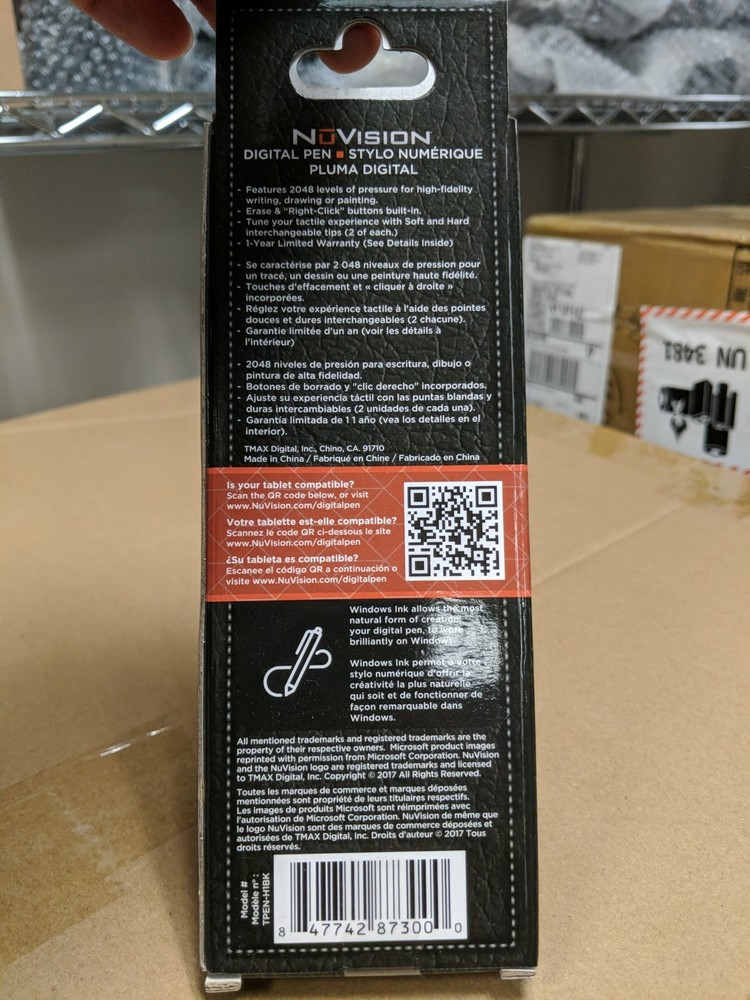 NūVISION
DIGITAL PEN ■ STYLO NUMÉRIQUE
PLUMA DIGITAL
- Features 2048 levels of pressure for high-fidelity
writing, drawing or painting.
- Erase & "Right-Click" buttons built-in.
- Tune your tactile experience with Soft and Hard
interchangeable tips (2 of each.)
- 1-Year Limited Warranty (See Details Inside)
- Se caractérise par 2 048 niveaux de pression pour
un tracé, un dessin ou une peinture haute fidélité.
- Touches d'effacement et « cliquer à droite »
incorporées.
- Réglez votre expérience tactile à l'aide des pointes
douces et dures interchangeables (2 chacune).
- Garantie limitée d'un an (voir les détails à
l'intérieur)
- 2048 niveles de presión para escritura, dibujo o
pintura de alta fidelidad.
- Botones de borrado y "clic derecho" incorporados.
- Ajuste su experiencia táctil con las puntas blandas y
duras intercambiables (2 unidades de cada una).
- Garantía limitada de 1 1 año (vea los detalles en el
interior).
TMAX Digital, Inc., Chino, CA. 91710
Made in China / Fabriqué en Chine / Fabricado en China
Is your tablet compatible?
Scan the QR code below, or visit
www.NuVision.com/digitalpen
Votre tablette est-elle compatible?
Scannez le code QR ci-dessous le site
www.NuVision.com/digitalpen
¿Su tableta es compatible?
Escanee el código QR a continuación o
visite www.NuVision.com/digitalpen
Windows Ink allows the most
natural form of creation,
your digital pen, to work
brilliantly on Windows.
Windows Ink permet à votre
stylo numérique d'offrir la
créativité la plus naturelle
qui soit et de fonctionner de
façon remarquable dans
Windows.
All mentioned trademarks and registered trademarks are the
property of their respective owners. Microsoft product images
reprinted with permission from Microsoft Corporation. NuVision
and the NuVision logo are registered trademarks and licensed
to TMAX Digital, Inc. Copyright © 2017 All Rights Reserved.
Toutes les marques de commerce et marques déposées
mentionnées sont propriété de leurs titulaires respectifs.
Les images de produits Microsoft sont réimprimées avec
l'autorisation de Microsoft Corporation. NuVision de même que
le logo NuVision sont des marques de commerce déposées et
autorisées de TMAX Digital, Inc. Droits d'auteur © 2017 Tous
droits réservés.
Model #
Modèle nº :
TPEN-H1BK
8 47742 87300 0
UN 3481